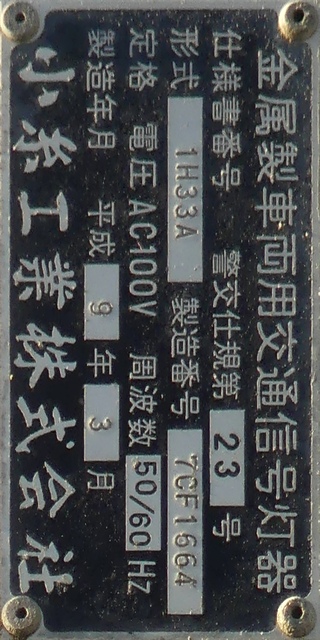 金属製車両用交通信号灯器
仕様書番号 警交仕規第 23 号
形式 1H33A 製造番号 7CF1664
定格 電圧 AC100V 周波数 50/60 HZ
製造年月 平成 9 年 3 月
小糸工業株式会社